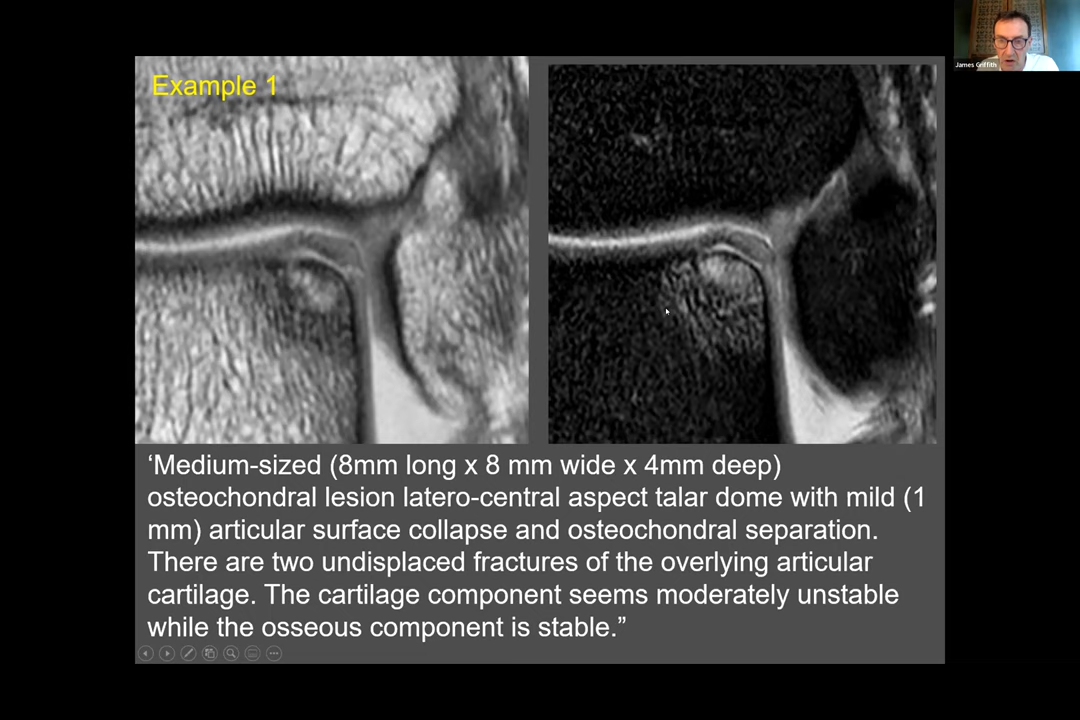 James Griffith
Example 1
‘Medium-sized (8mm long x 8 mm wide x 4mm deep)
osteochondral lesion latero-central aspect talar dome with mild (1
mm) articular surface collapse and osteochondral separation.
There are two undisplaced fractures of the overlying articular
cartilage. The cartilage component seems moderately unstable
while the osseous component is stable.”